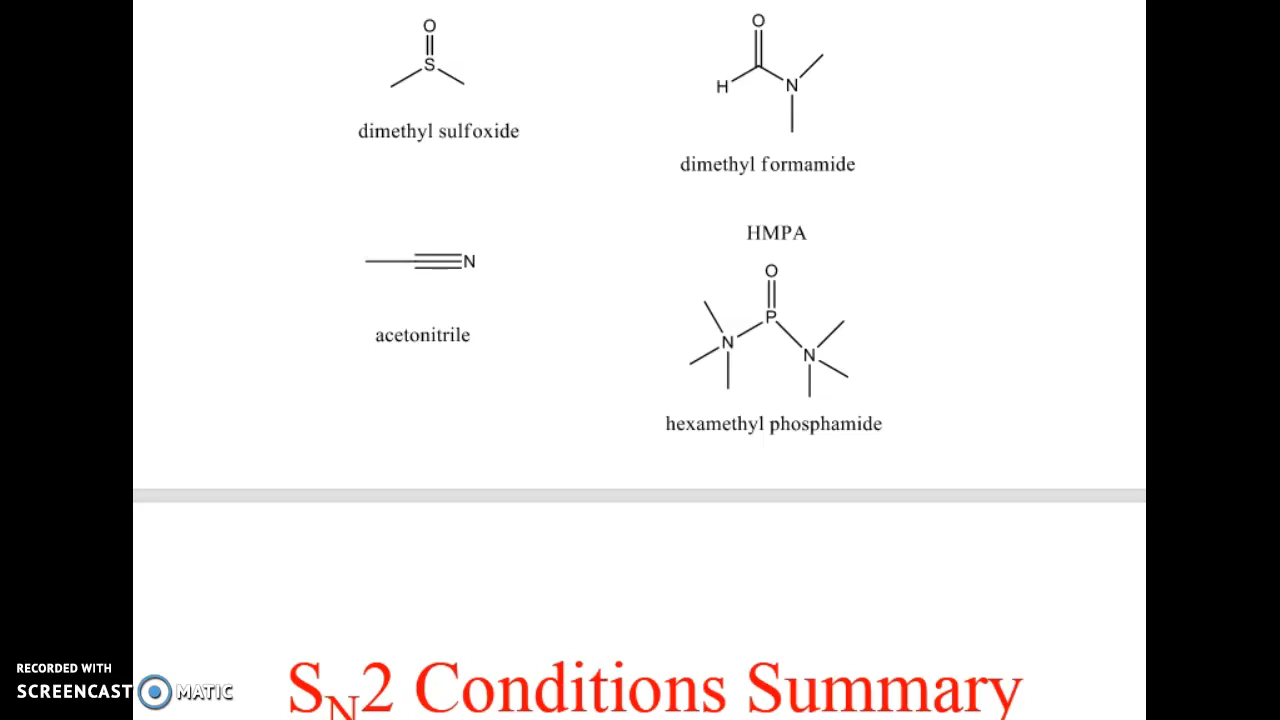 O
S
dimethyl sulfoxide
O
H
N
dimethyl formamide
N
acetonitrile
HMPA
O
P
N
N
hexamethyl phosphamide
SN2 Conditions Summary
RECORDED WITH
SCREENCAST MATIC